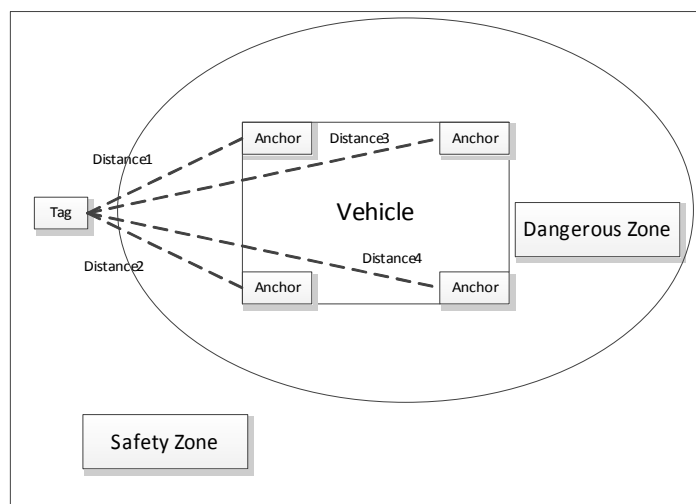 Anchor
Distance3
Anchor
Distance1
Tag
Vehicle
Dangerous Zone
Distance2
Distance4
Anchor
Anchor
Safety Zone